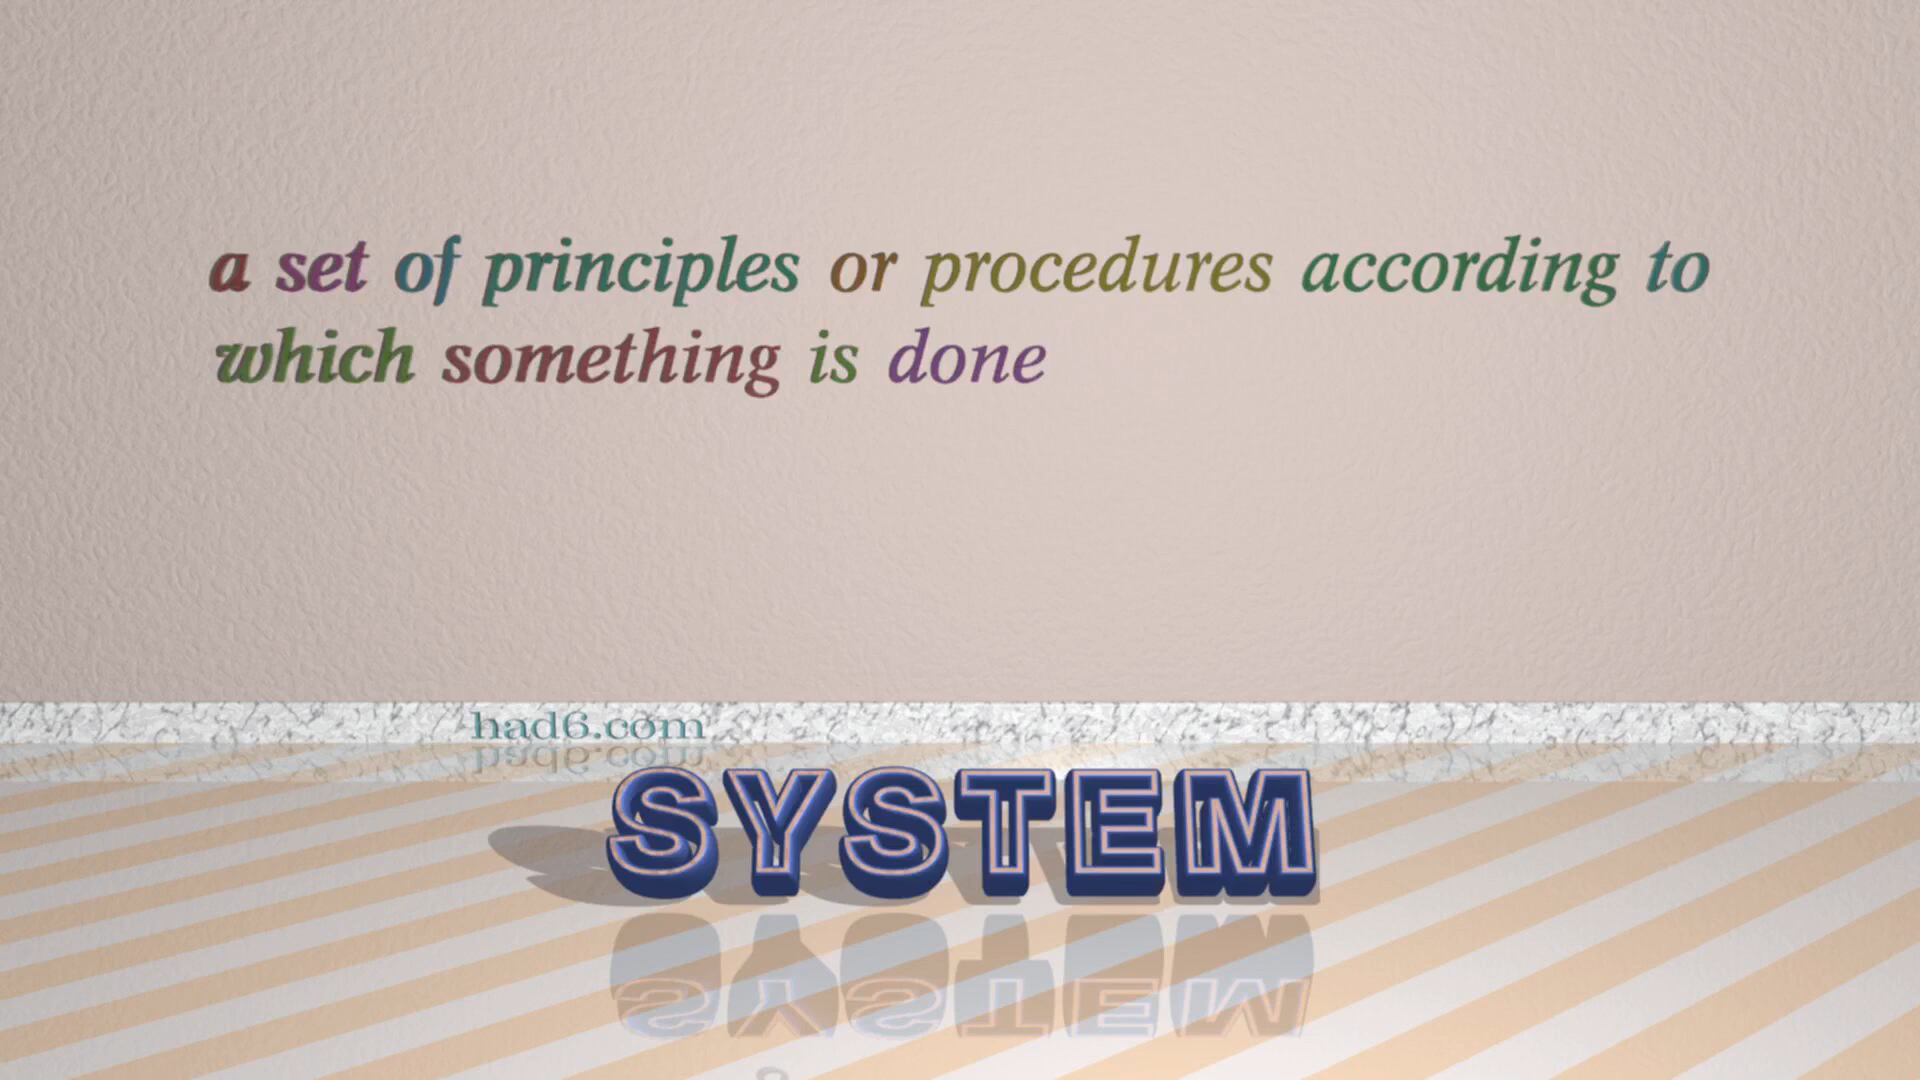 a set of principles or procedures according to
which something is done
had6.com
SYSTEM